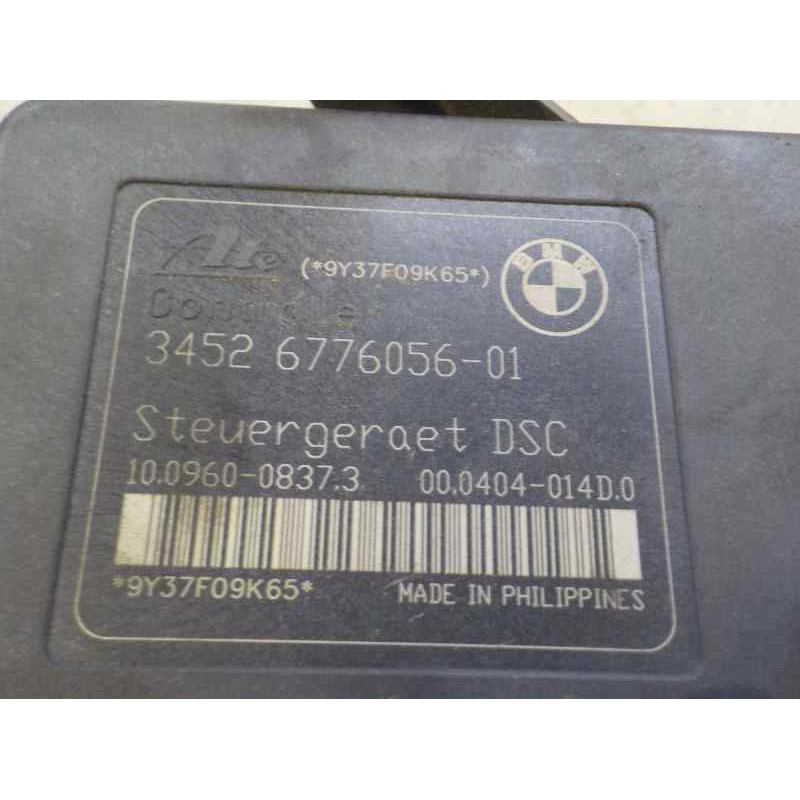 Ate (*9Y37F09K65*) BMW
Controlle
3452 6776056-01
Steuergeraet DSC
10.0960-0837.3 00.0404-014D.0
*9Y37F09K65* MADE IN PHILIPPINES